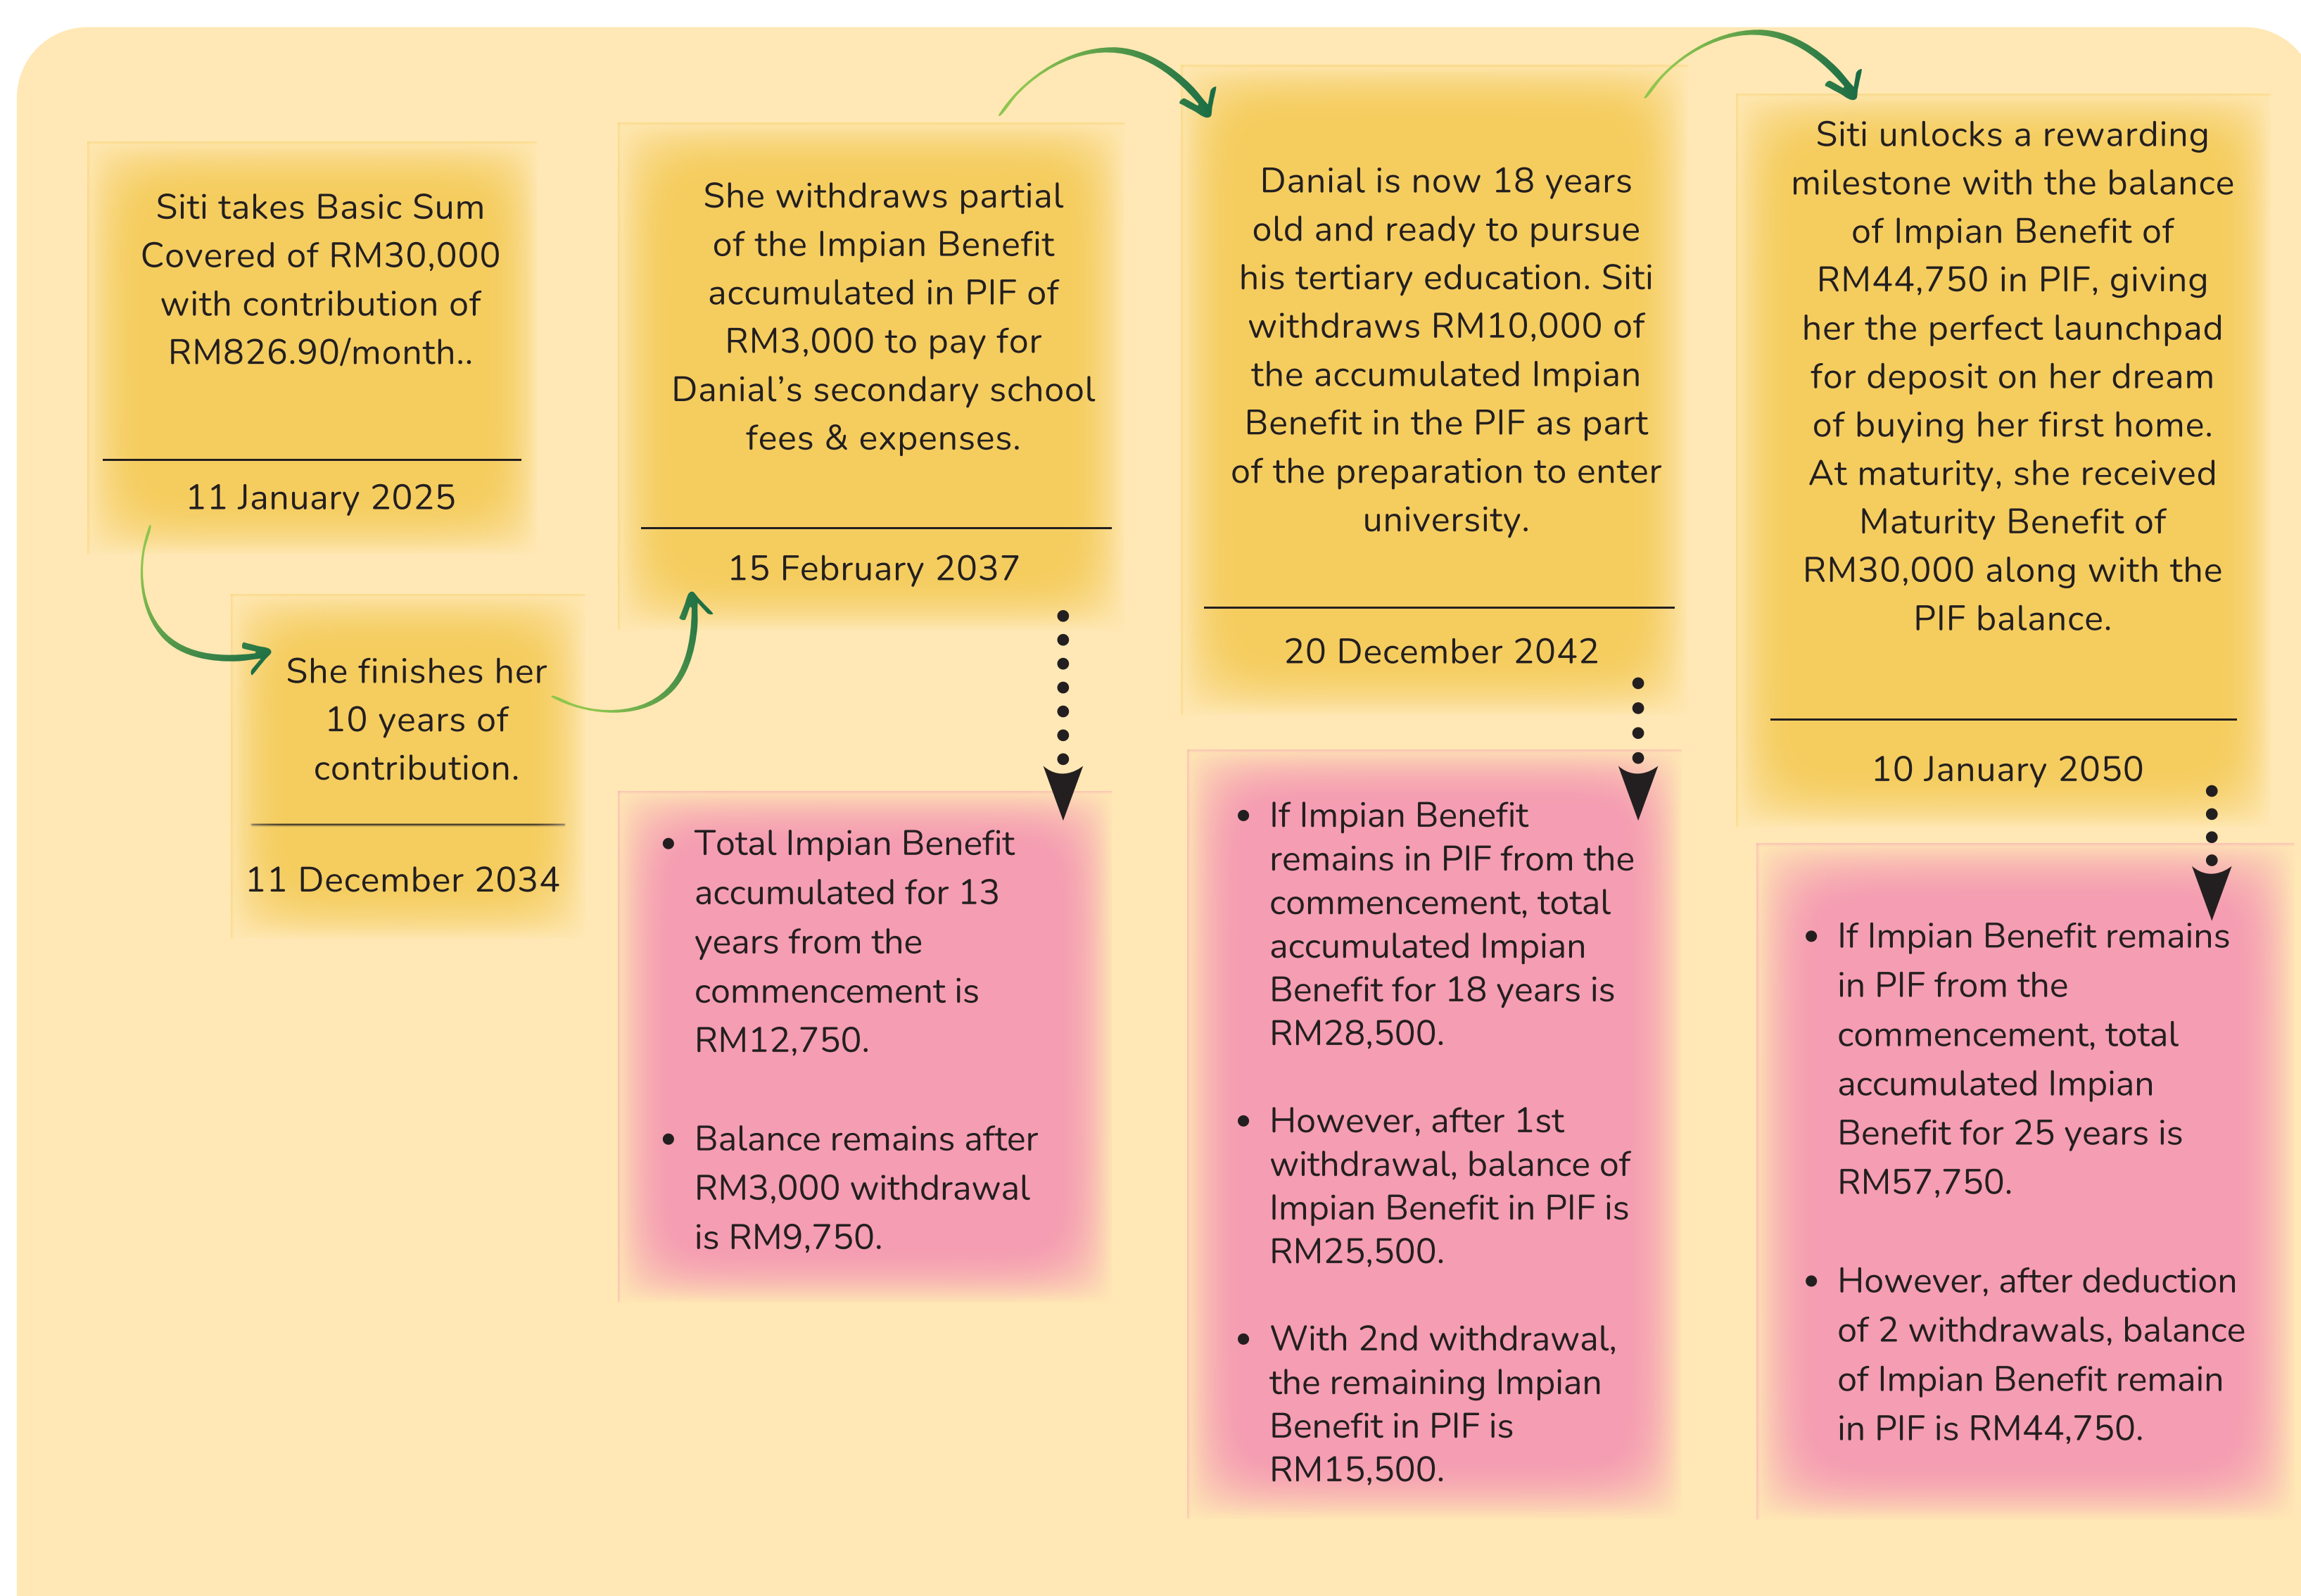 Siti takes Basic Sum
Covered of RM30,000
with contribution of
RM826.90/month..
11 January 2025
She finishes her
10 years of
contribution.
11 December 2034
She withdraws partial
of the Impian Benefit
accumulated in PIF of
RM3,000 to pay for
Danial’s secondary school
fees & expenses.
15 February 2037
• Total Impian Benefit
accumulated for 13
years from the
commencement is
RM12,750.
• Balance remains after
RM3,000 withdrawal
is RM9,750.
Danial is now 18 years
old and ready to pursue
his tertiary education. Siti
withdraws RM10,000 of
the accumulated Impian
Benefit in the PIF as part
of the preparation to enter
university.
20 December 2042
• If Impian Benefit
remains in PIF from the
commencement, total
accumulated Impian
Benefit for 18 years is
RM28,500.
• However, after 1st
withdrawal, balance of
Impian Benefit in PIF is
RM25,500.
• With 2nd withdrawal,
the remaining Impian
Benefit in PIF is
RM15,500.
Siti unlocks a rewarding
milestone with the balance
of Impian Benefit of
RM44,750 in PIF, giving
her the perfect launchpad
for deposit on her dream
of buying her first home.
At maturity, she received
Maturity Benefit of
RM30,000 along with the
PIF balance.
10 January 2050
• If Impian Benefit remains
in PIF from the
commencement, total
accumulated Impian
Benefit for 25 years is
RM57,750.
• However, after deduction
of 2 withdrawals, balance
of Impian Benefit remain
in PIF is RM44,750.